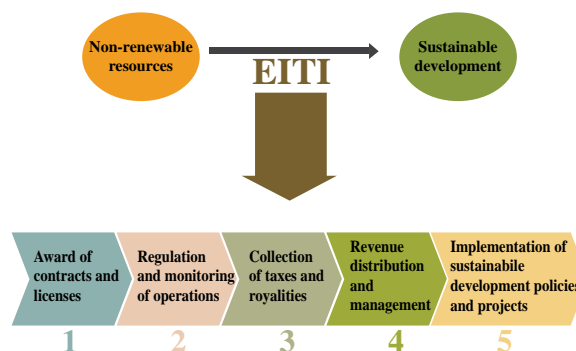 Non-renewable
resources
Sustainable
development
EITI
Award of
contracts and
licenses
Regulation
and monitoring
of operations
Collection
of taxes and
royalities
Revenue
distribution
and
management
Implementation of
sustainabile
development policies
and projects
1
2
3
4
5